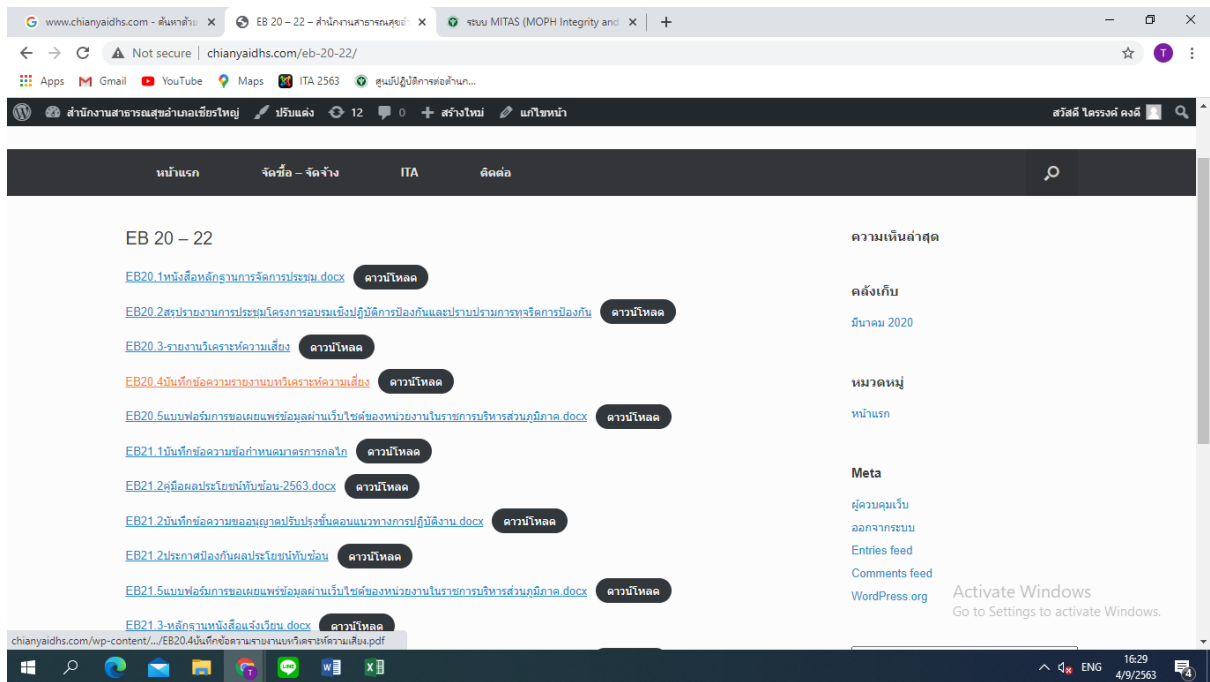 www.chianyaidhs.com - ค้นหาด้วย
EB 20 – 22 – สำนักงานสาธารณสุขอำ
ระบบ MITAS (MOPH Integrity and
Not secure | chianyaidhs.com/eb-20-22/
T
Apps Gmail YouTube Maps ITA 2563 ศูนย์ปฏิบัติการต่อต้านก...
สำนักงานสาธารณสุขอำเภอเชียรใหญ่ ปรับแต่ง 12 0 สร้างใหม่ แก้ไขหน้า
สวัสดี ไตรรงค์ คงดี
หน้าแรก จัดซื้อ – จัดจ้าง ITA ติดต่อ
EB 20 – 22
EB20.1หนังสือหลักฐานการจัดการประชุม.docx ดาวน์โหลด
EB20.2สรุปรายงานการประชุมโครงการอบรมเชิงปฏิบัติการป้องกันและปราบปรามการทุจริตการป้องกัน ดาวน์โหลด
EB20.3-รายงานวิเคราะห์ความเสี่ยง ดาวน์โหลด
EB20.4บันทึกข้อความรายงานบทวิเคราะห์ความเสี่ยง ดาวน์โหลด
EB20.5แบบฟอร์มการขอเผยแพร่ข้อมูลผ่านเว็บไซต์ของหน่วยงานในราชการบริหารส่วนภูมิภาค.docx ดาวน์โหลด
EB21.1บันทึกข้อความข้อกำหนดมาตรการกลไก ดาวน์โหลด
EB21.2คู่มือผลประโยชน์ทับซ้อน-2563.docx ดาวน์โหลด
EB21.2บันทึกข้อความขออนุญาตปรับปรุงขั้นตอนแนวทางการปฏิบัติงาน.docx ดาวน์โหลด
EB21.2ประกาศป้องกันผลประโยชน์ทับซ้อน ดาวน์โหลด
EB21.5แบบฟอร์มการขอเผยแพร่ข้อมูลผ่านเว็บไซต์ของหน่วยงานในราชการบริหารส่วนภูมิภาค.docx ดาวน์โหลด
EB21.3-หลักฐานหนังสือแจ้งเวียน.docx ดาวน์โหลด
ความเห็นล่าสุด
คลังเก็บ
มีนาคม 2020
หมวดหมู่
หน้าแรก
Meta
ผู้ควบคุมเว็บ
ออกจากระบบ
Entries feed
Comments feed
WordPress.org
Activate Windows
Go to Settings to activate Windows.
chianyaidhs.com/wp-content/.../EB20.4บันทึกข้อความรายงานบทวิเคราะห์ความเสี่ยง.pdf
ENG
16:29
4/9/2563
4